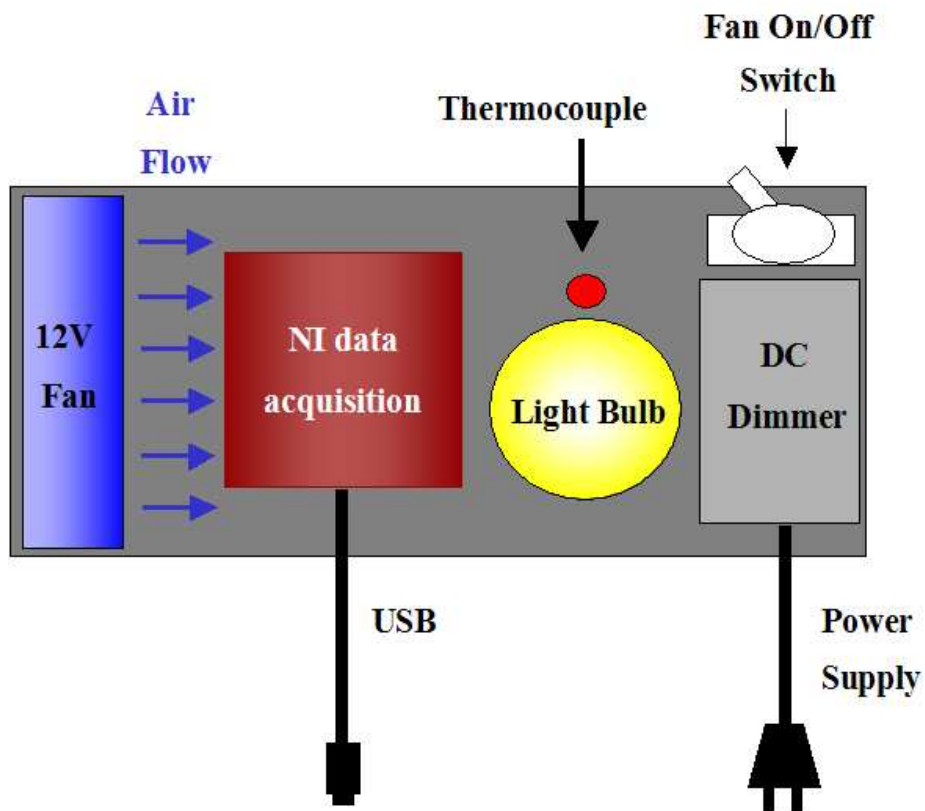 Fan On/Off
Switch
Air
Flow
Thermocouple
12V
Fan
NI data
acquisition
Light Bulb
DC
Dimmer
USB
Power
Supply